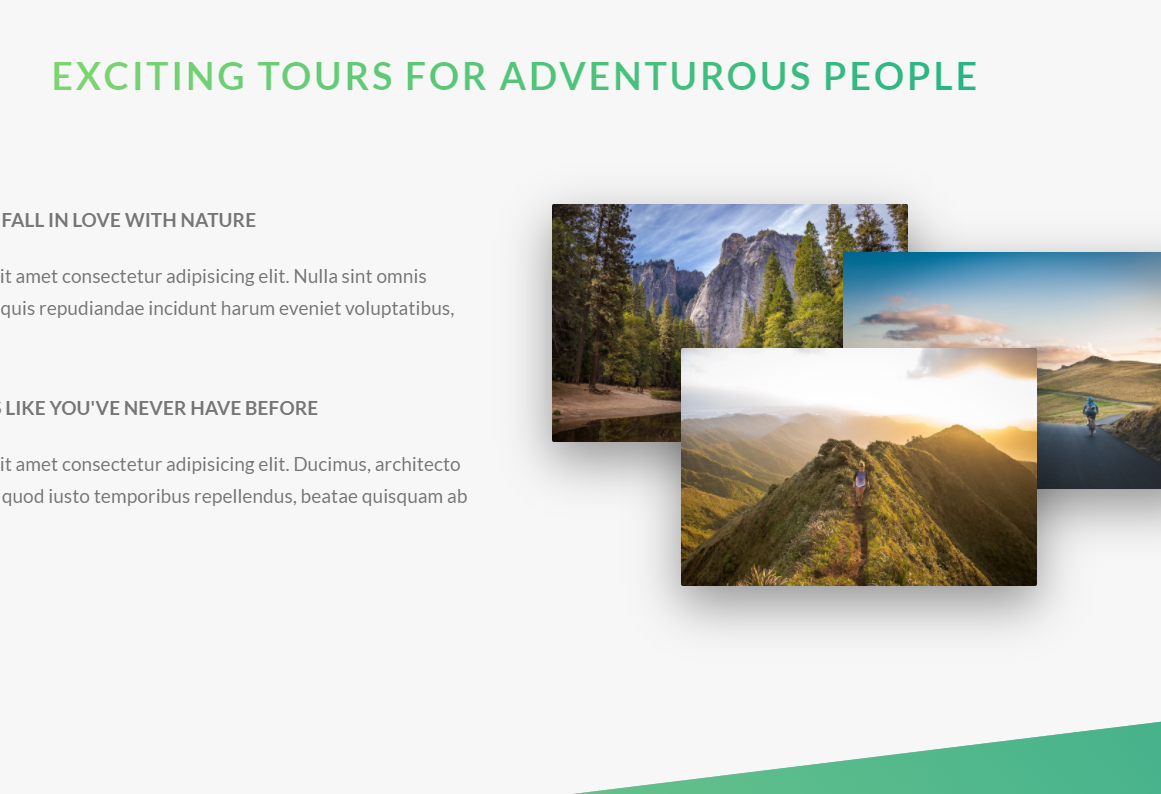 EXCITING TOURS FOR ADVENTUROUS PEOPLE
FALL IN LOVE WITH NATURE
it amet consectetur adipisicing elit. Nulla sint omnis
quis repudiandae incidunt harum eveniet voluptatibus,
LIKE YOU'VE NEVER HAVE BEFORE
it amet consectetur adipisicing elit. Ducimus, architecto
quod iusto temporibus repellendus, beatae quisquam ab